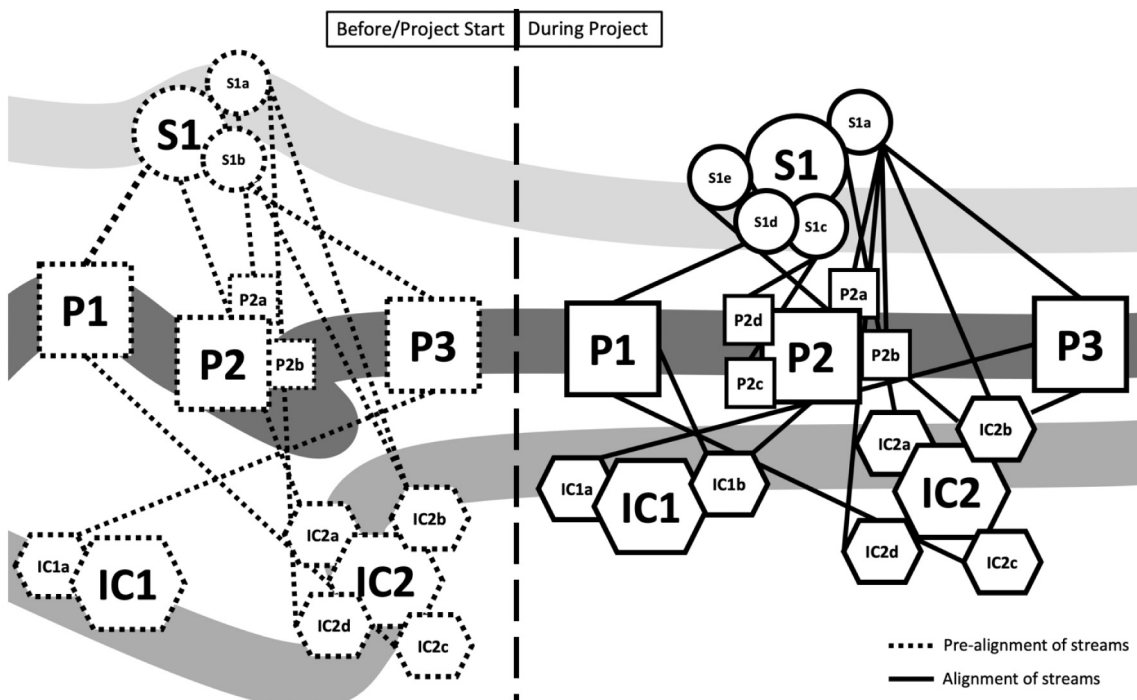 Before/Project Start
During Project
S1a
S1
S1b
P1
P2a
P2
P2b
P3
IC2b
IC2a
IC1a
IC1
IC2
IC2d
IC2c
S1a
S1
S1e
S1d
S1c
P2a
P2d
P1
P2
P2b
P3
P2c
IC2b
IC2a
IC1a
IC1b
IC1
IC2
IC2d
IC2c
Pre-alignment of streams
Alignment of streams